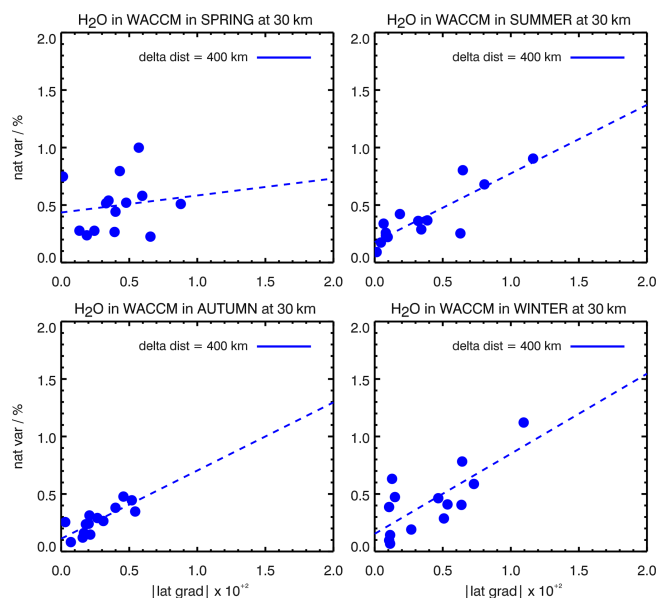 H2O in WACCM in SPRING at 30 km
H2O in WACCM in SUMMER at 30 km
2.0
1.5
1.0
0.5
0.0
nat var / %
delta dist = 400 km
0.0 0.5 1.0 1.5 2.0
2.0
1.5
1.0
0.5
0.0
delta dist = 400 km
0.0 0.5 1.0 1.5 2.0
H2O in WACCM in AUTUMN at 30 km
H2O in WACCM in WINTER at 30 km
2.0
1.5
1.0
0.5
0.0
nat var / %
delta dist = 400 km
0.0 0.5 1.0 1.5 2.0
|lat grad| x 10⁺²
2.0
1.5
1.0
0.5
0.0
delta dist = 400 km
0.0 0.5 1.0 1.5 2.0
|lat grad| x 10⁺²